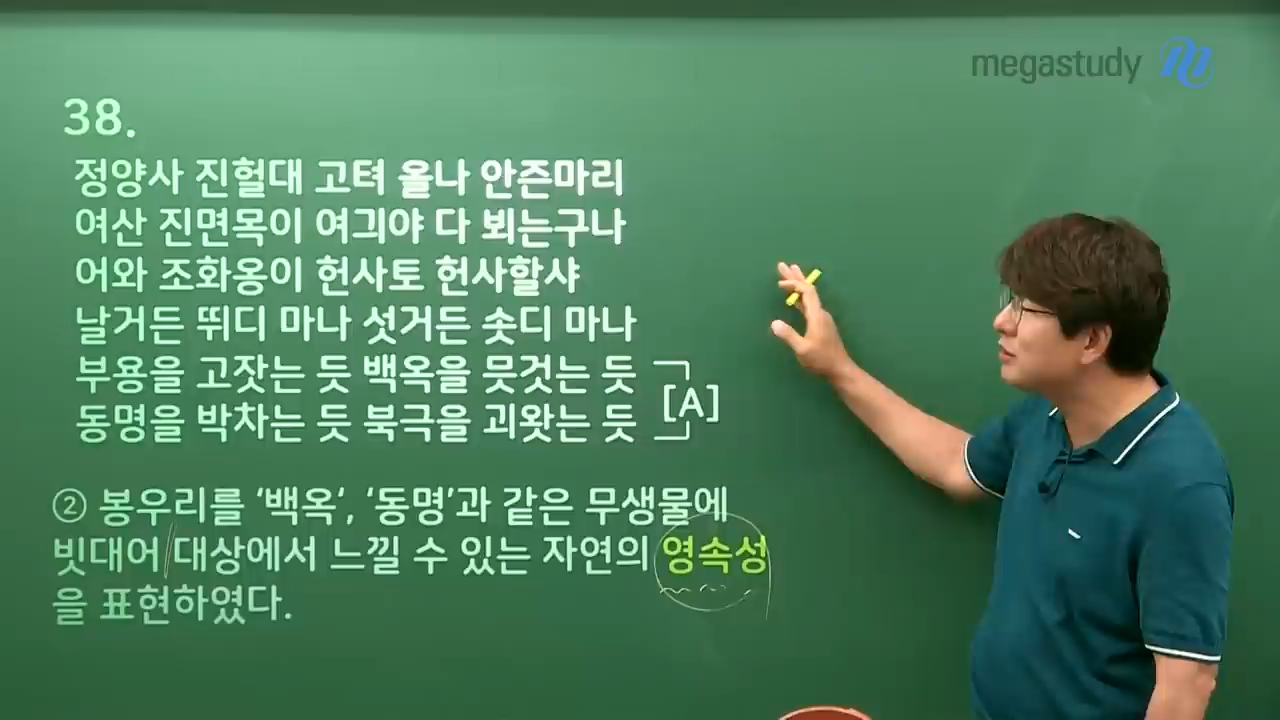 megastudy
38.
정양사 진헐대 고텨 올나 안즌마리
여산 진면목이 여긔야 다 뵈는구나
어와 조화옹이 헌사토 헌사할샤
날거든 뛰디 마나 섯거든 솟디 마나
부용을 고잣는 듯 백옥을 믓것는 듯
동명을 박차는 듯 북극을 괴왓는 듯
[A]
② 봉우리를 ‘백옥‘, ‘동명’과 같은 무생물에
빗대어 대상에서 느낄 수 있는 자연의 영속성
을 표현하였다.